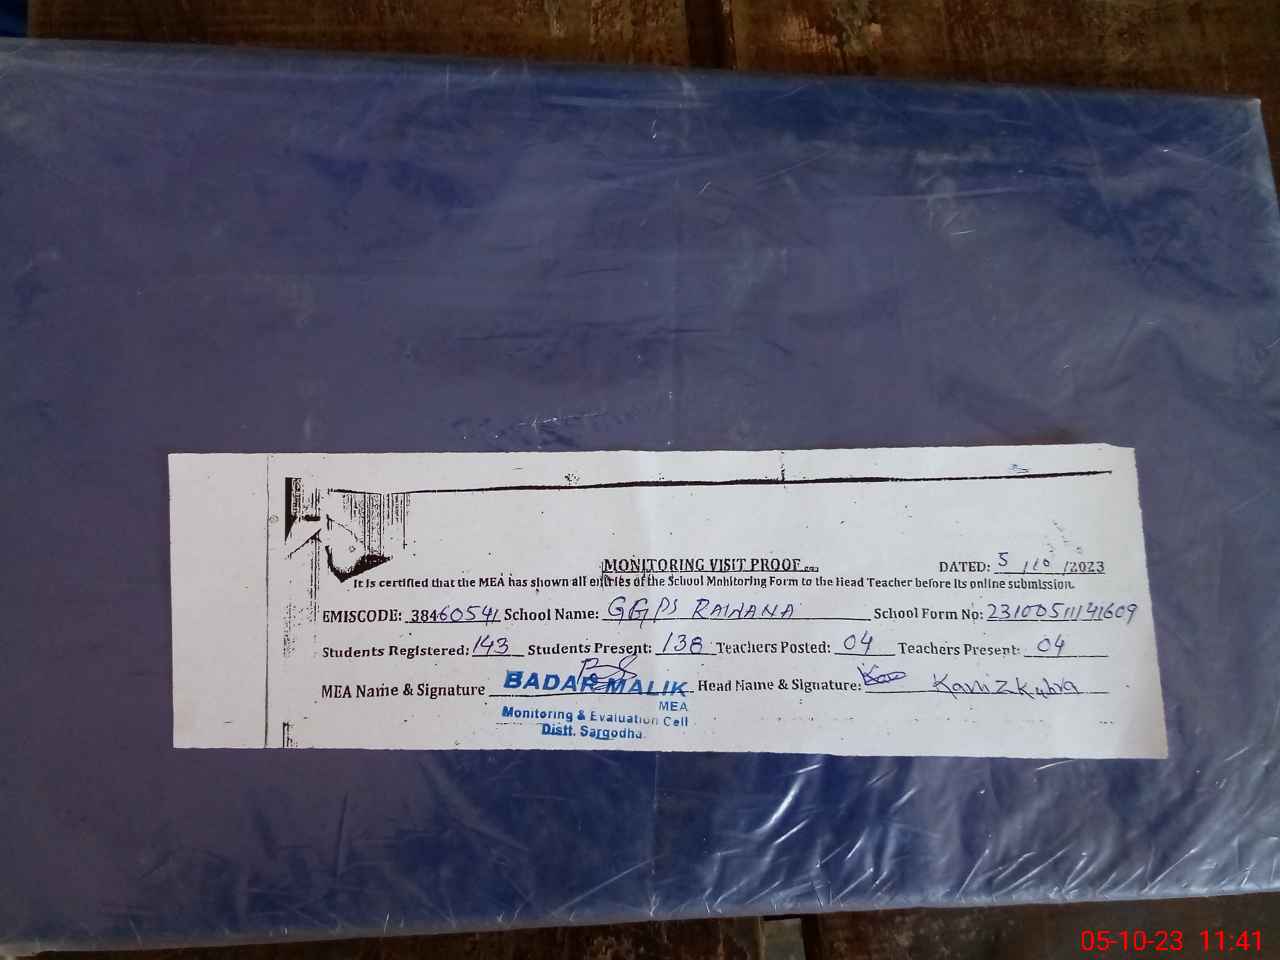 MONITORING VISIT PROOF
DATED: 5/10/2023
It is certified that the MEA has shown all entries of the School Monitoring Form to the Head Teacher before its online submission.
EMISCODE: 38460541 School Name: GGPS RAWANA School Form No: 23100511141609
Students Registered: 143 Students Present: 138 Teachers Posted: 04 Teachers Present: 04
MEA Name & Signature BADAR MALIK Head Name & Signature: Kaniz Kubra
MEA
Monitoring & Evaluation Cell
Distt. Sargodha.
05-10-23 11:41